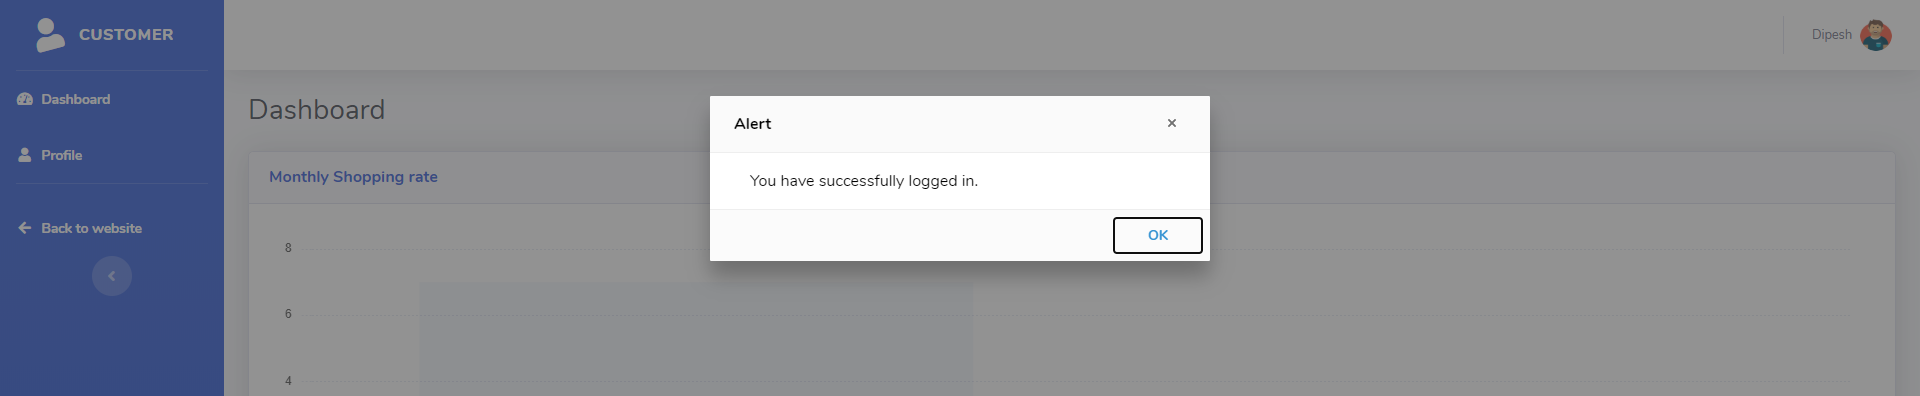 CUSTOMER
Dipesh
Dashboard
Profile
Back to website
Dashboard
Monthly Shopping rate
8
6
4
Alert
×
You have successfully logged in.
OK